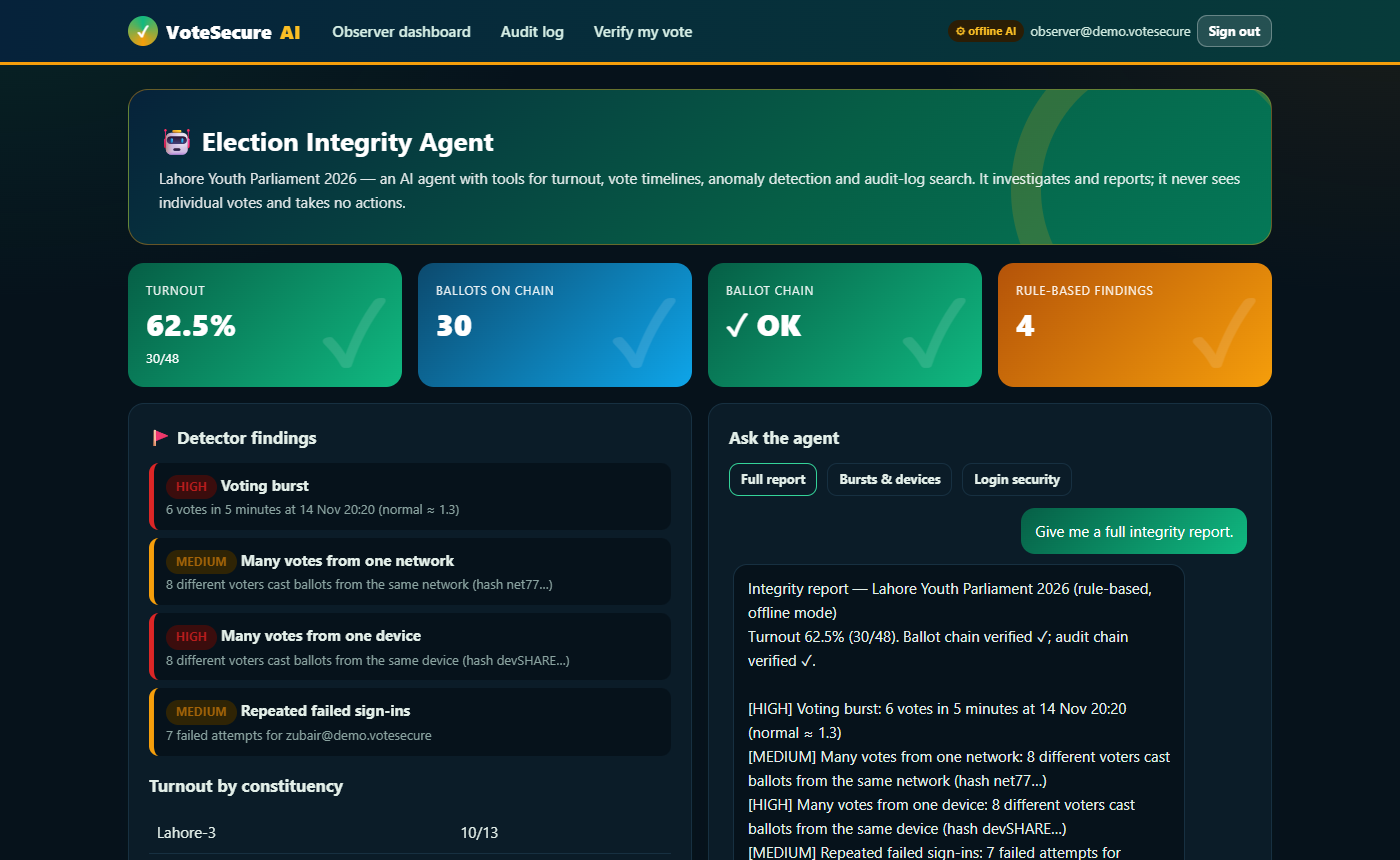 ✓ VoteSecure AI Observer dashboard Audit log Verify my vote ⚙ offline AI observer@demo.votesecure Sign out
Election Integrity Agent
Lahore Youth Parliament 2026 — an AI agent with tools for turnout, vote timelines, anomaly detection and audit-log search. It investigates and reports; it never sees
individual votes and takes no actions.
TURNOUT
62.5%
30/48
BALLOTS ON CHAIN
30
BALLOT CHAIN
✓ OK
RULE-BASED FINDINGS
4
Detector findings
HIGH Voting burst
6 votes in 5 minutes at 14 Nov 20:20 (normal ≈ 1.3)
MEDIUM Many votes from one network
8 different voters cast ballots from the same network (hash net77…)
HIGH Many votes from one device
8 different voters cast ballots from the same device (hash devSHARE…)
MEDIUM Repeated failed sign-ins
7 failed attempts for zubair@demo.votesecure
Turnout by constituency
Lahore-3 10/13
Ask the agent
Full report Bursts & devices Login security
Give me a full integrity report.
Integrity report — Lahore Youth Parliament 2026 (rule-based,
offline mode)
Turnout 62.5% (30/48). Ballot chain verified ✓; audit chain
verified ✓.
[HIGH] Voting burst: 6 votes in 5 minutes at 14 Nov 20:20
(normal ≈ 1.3)
[MEDIUM] Many votes from one network: 8 different voters cast
ballots from the same network (hash net77…)
[HIGH] Many votes from one device: 8 different voters cast
ballots from the same device (hash devSHARE…)
[MEDIUM] Repeated failed sign-ins: 7 failed attempts for